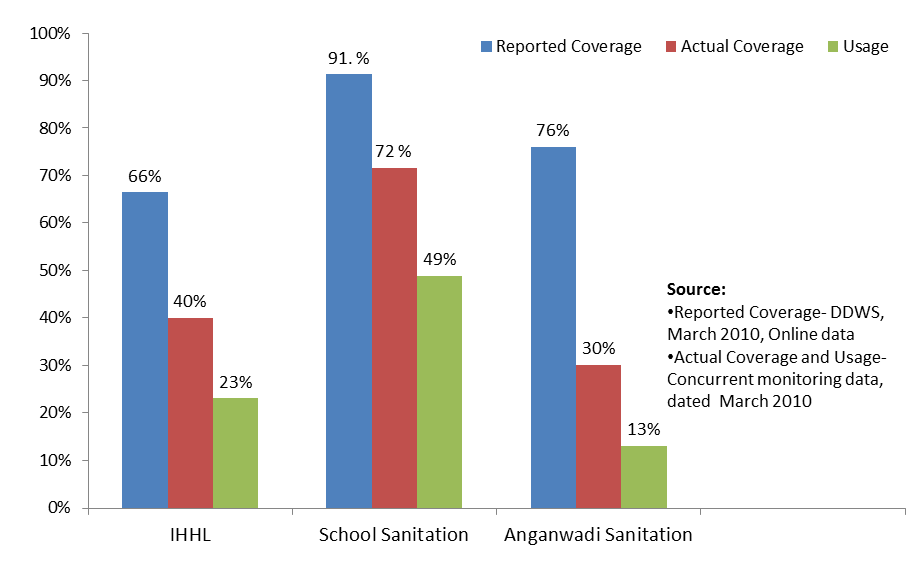 100%
90%
80%
70%
60%
50%
40%
30%
20%
10%
0%
Reported Coverage Actual Coverage Usage
66%
40%
23%
91. %
72 %
49%
76%
30%
13%
IHHL School Sanitation Anganwadi Sanitation
Source:
•Reported Coverage- DDWS,
March 2010, Online data
•Actual Coverage and Usage-
Concurrent monitoring data,
dated  March 2010